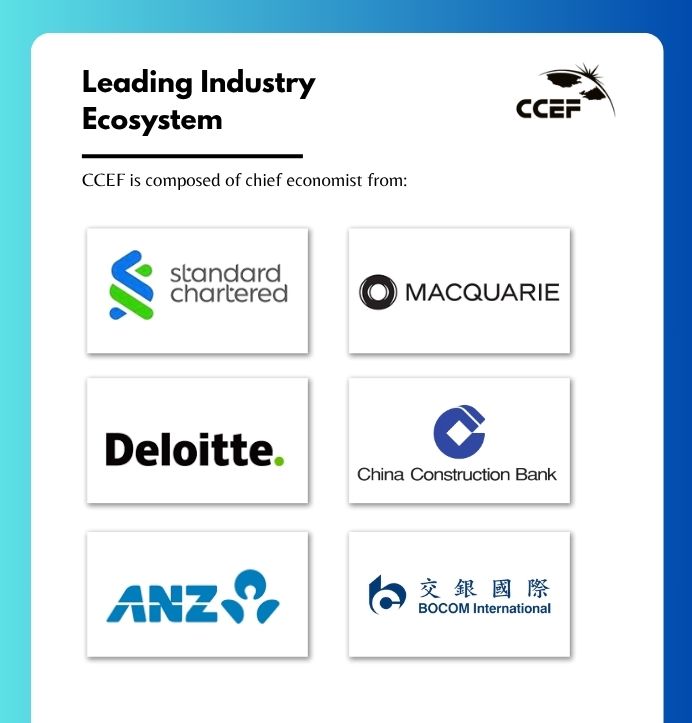 Leading Industry
Ecosystem
CCEF
CCEF is composed of chief economist from:
standard
chartered
MACQUARIE
Deloitte.
China Construction Bank
ANZ
交銀國際
BOCOM International